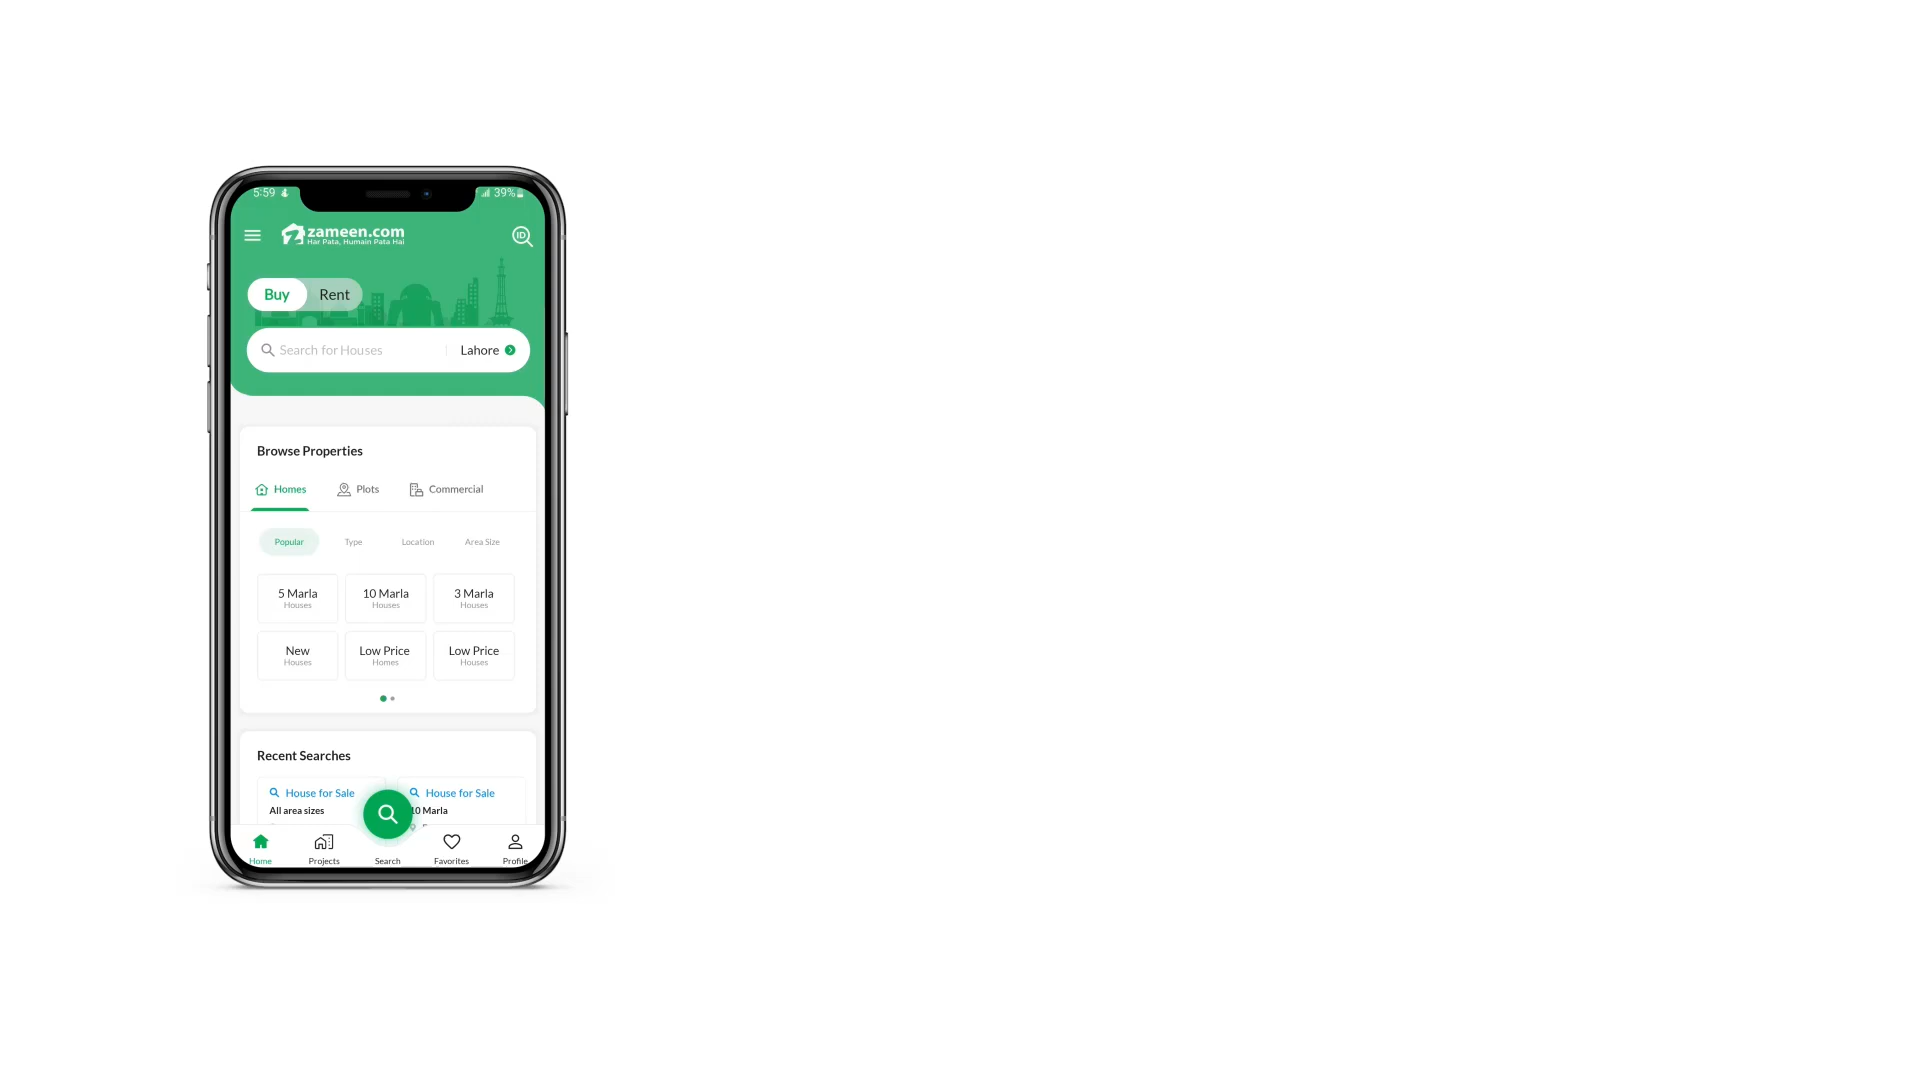 5:59 39%
zameen.com
Har Pata, Humain Pata Hai
ID
Buy Rent
Search for Houses Lahore
Browse Properties
Homes Plots Commercial
Popular Type Location Area Size
5 Marla 10 Marla 3 Marla
Houses Houses Houses
New Low Price Low Price
Houses Homes Houses
Recent Searches
House for Sale House for Sale
All area sizes 10 Marla
Home Projects Search Favorites Profile